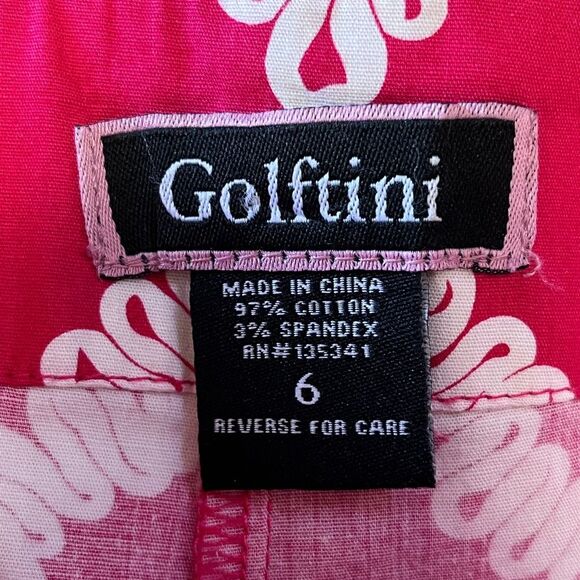 Golftini
MADE IN CHINA
97% COTTON
3% SPANDEX
RN#135341
6
REVERSE FOR CARE